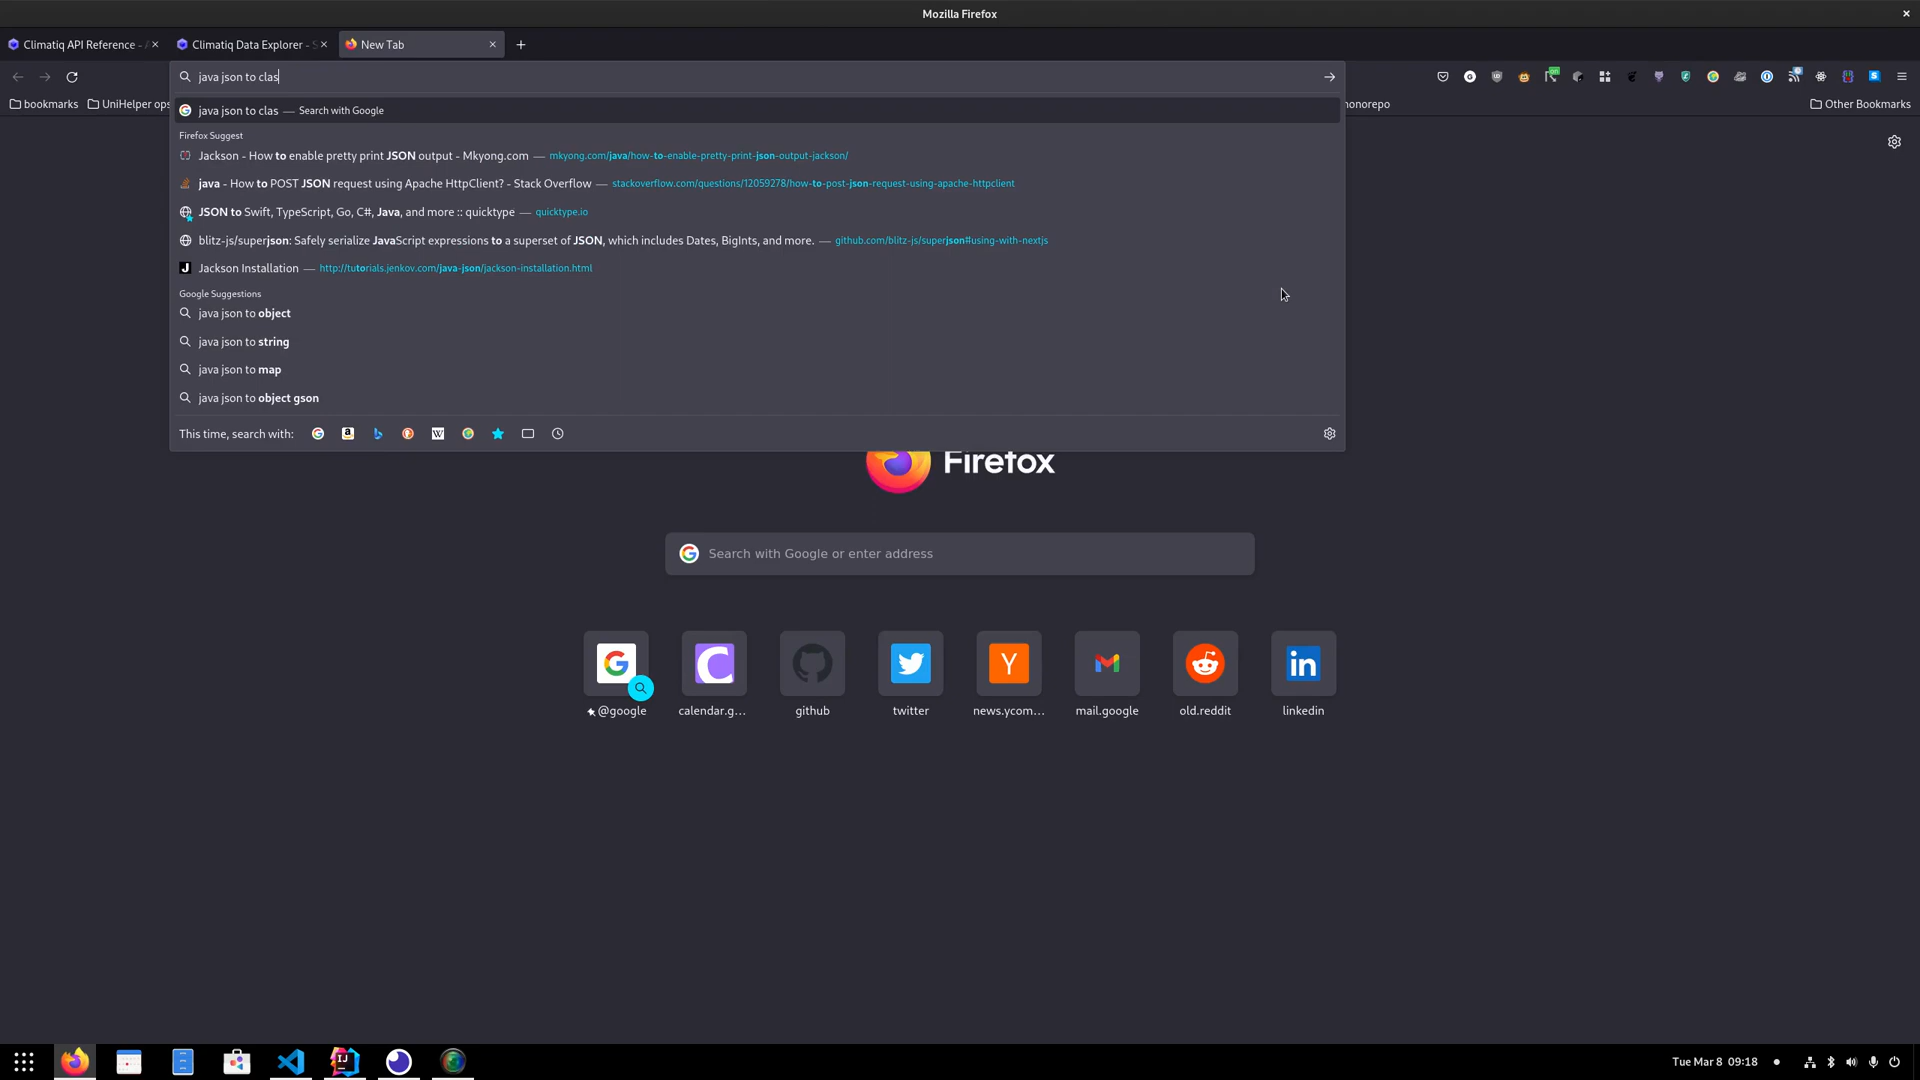 Mozilla Firefox
Climatiq API Reference - A
Climatiq Data Explorer - S
New Tab
java json to clas
bookmarks
UniHelper ops
monorepo
Other Bookmarks
java json to clas — Search with Google
Firefox Suggest
Jackson - How to enable pretty print JSON output - Mkyong.com — mkyong.com/java/how-to-enable-pretty-print-json-output-jackson/
java - How to POST JSON request using Apache HttpClient? - Stack Overflow — stackoverflow.com/questions/12059278/how-to-post-json-request-using-apache-httpclient
JSON to Swift, TypeScript, Go, C#, Java, and more :: quicktype — quicktype.io
blitz-js/superjson: Safely serialize JavaScript expressions to a superset of JSON, which includes Dates, BigInts, and more. — github.com/blitz-js/superjson#using-with-nextjs
Jackson Installation — http://tutorials.jenkov.com/java-json/jackson-installation.html
Google Suggestions
java json to object
java json to string
java json to map
java json to object gson
This time, search with:
Firefox
Search with Google or enter address
@google
calendar.g...
github
twitter
news.ycom...
mail.google
old.reddit
linkedin
Tue Mar 8 09:18